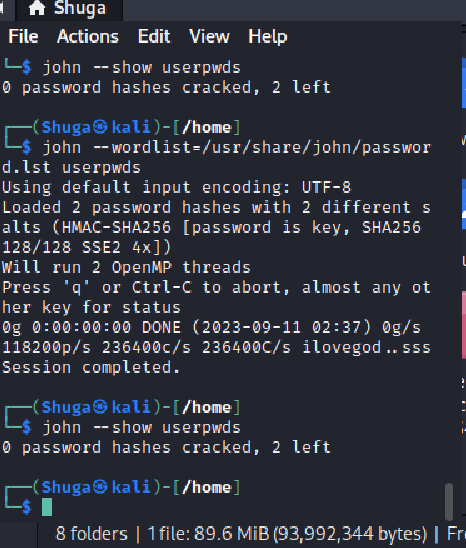 Shuga
File Actions Edit View Help
└─$ john --show userpwds
0 password hashes cracked, 2 left
┌──(Shuga㉿kali)-[/home]
└─$ john --wordlist=/usr/share/john/passwor
d.lst userpwds
Using default input encoding: UTF-8
Loaded 2 password hashes with 2 different s
alts (HMAC-SHA256 [password is key, SHA256
128/128 SSE2 4x])
Will run 2 OpenMP threads
Press 'q' or Ctrl-C to abort, almost any ot
her key for status
0g 0:00:00:00 DONE (2023-09-11 02:37) 0g/s
118200p/s 236400c/s 236400C/s ilovegod..sss
Session completed.
┌──(Shuga㉿kali)-[/home]
└─$ john --show userpwds
0 password hashes cracked, 2 left
┌──(Shuga㉿kali)-[/home]
└─$
8 folders | 1 file: 89.6 MiB (93,992,344 bytes) |